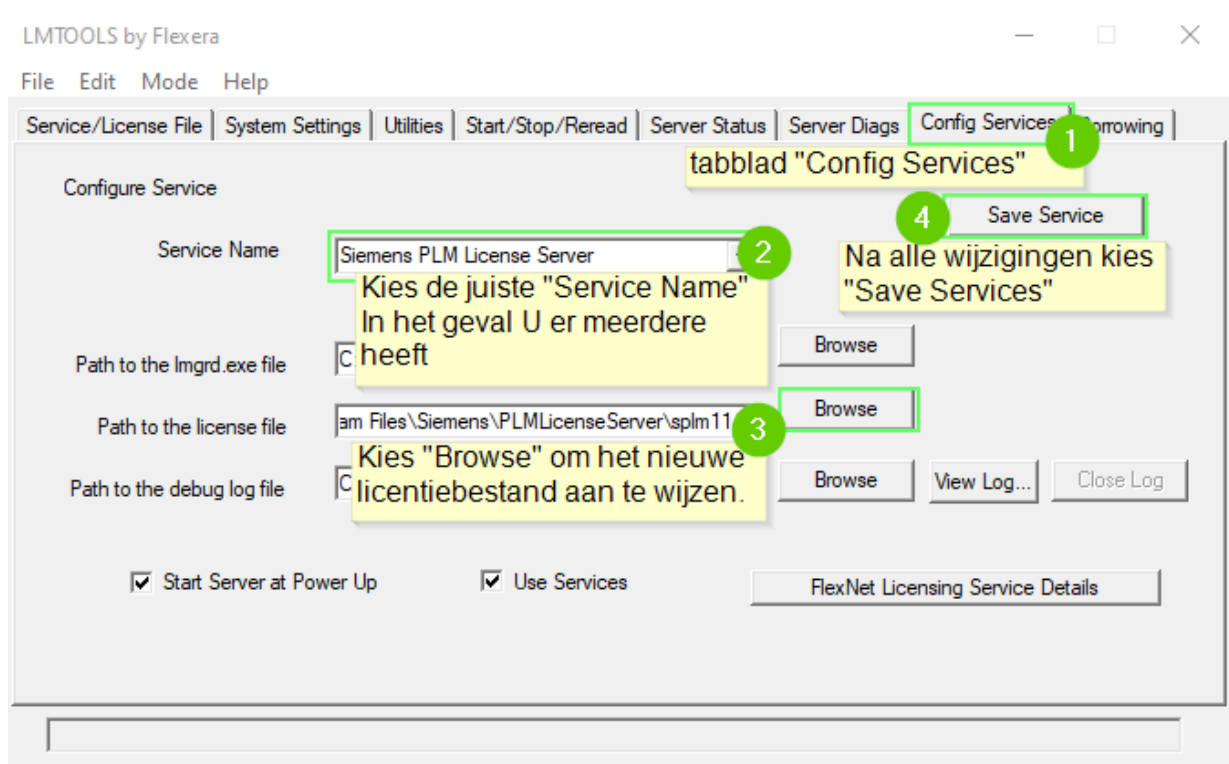 LMTOOLS by Flexera
File Edit Mode Help
Service/License File System Settings Utilities Start/Stop/Reread Server Status Server Diags Config Services
1
tabblad "Config Services"
Configure Service
4 Save Service
Na alle wijzigingen kies
"Save Services"
Service Name Siemens PLM License Server 2
Kies de juiste "Service Name"
In het geval U er meerdere
heeft
Path to the lmgrd.exe file C Browse
Path to the license file am Files\Siemens\PLMLicenseServer\splm11 3 Browse
Kies "Browse" om het nieuwe
licentiebestand aan te wijzen.
Path to the debug log file C Browse View Log... Close Log
Start Server at Power Up Use Services FlexNet Licensing Service Details